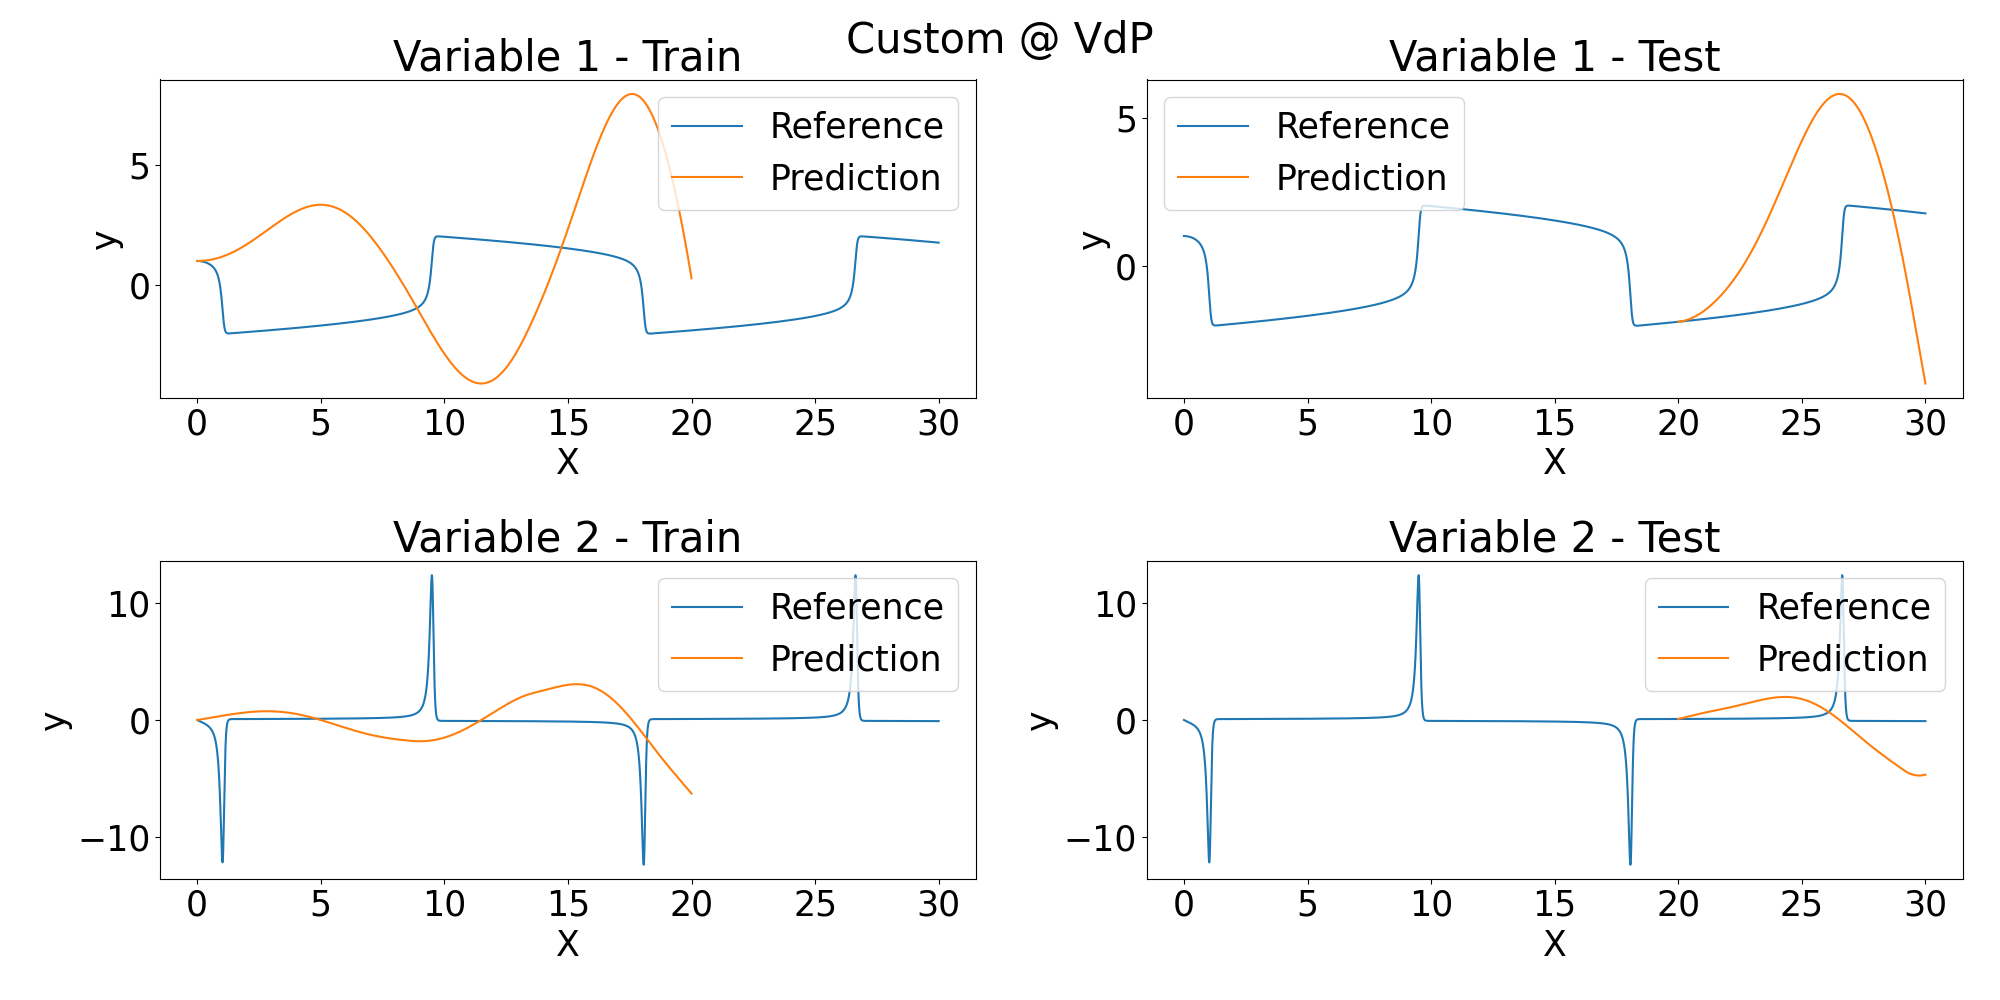 Custom @ VdP
Variable 1 - Train
Reference
Prediction
5
0
y
0 5 10 15 20 25 30
X
Variable 1 - Test
Reference
Prediction
5
0
y
0 5 10 15 20 25 30
X
Variable 2 - Train
Reference
Prediction
10
0
−10
y
0 5 10 15 20 25 30
X
Variable 2 - Test
Reference
Prediction
10
0
−10
y
0 5 10 15 20 25 30
X